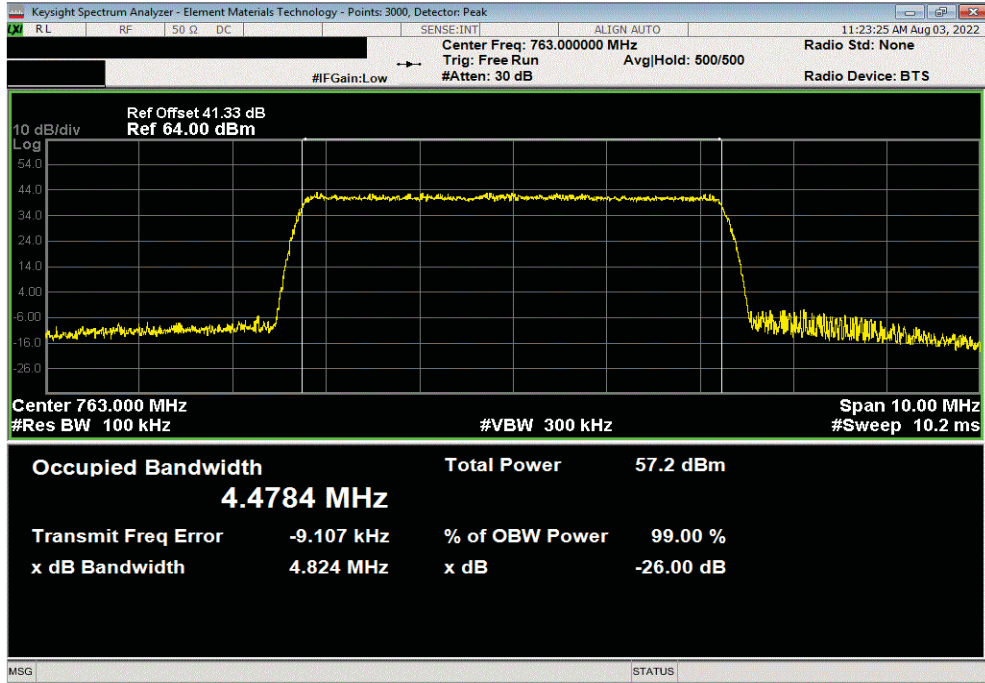 Keysight Spectrum Analyzer - Element Materials Technology - Points: 3000, Detector: Peak
LXI RL RF 50 Ω DC SENSE:INT ALIGN AUTO 11:23:25 AM Aug 03, 2022
Center Freq: 763.000000 MHz Radio Std: None
Trig: Free Run Avg|Hold: 500/500
#IFGain:Low #Atten: 30 dB Radio Device: BTS
Ref Offset 41.33 dB
10 dB/div Ref 64.00 dBm
Log
54.0
44.0
34.0
24.0
14.0
4.00
-6.00
-16.0
-26.0
Center 763.000 MHz Span 10.00 MHz
#Res BW 100 kHz #VBW 300 kHz #Sweep 10.2 ms
Occupied Bandwidth Total Power 57.2 dBm
4.4784 MHz
Transmit Freq Error -9.107 kHz % of OBW Power 99.00 %
x dB Bandwidth 4.824 MHz x dB -26.00 dB
MSG STATUS